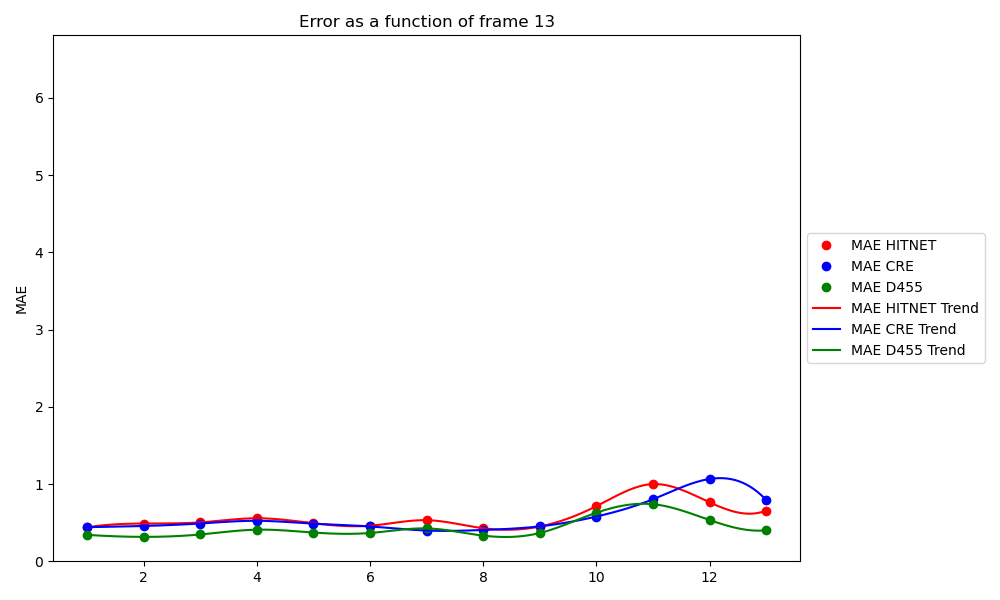 Error as a function of frame 13
MAE
6
5
4
3
2
1
0
2 4 6 8 10 12
MAE HITNET
MAE CRE
MAE D455
MAE HITNET Trend
MAE CRE Trend
MAE D455 Trend